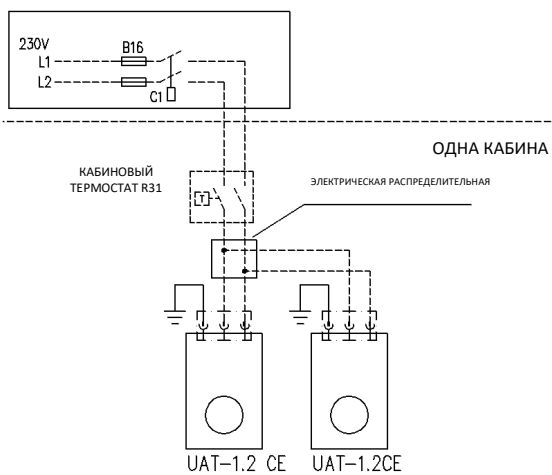 230V
B16
L1
L2
C1
ОДНА КАБИНА
КАБИНОВЫЙ
ТЕРМОСТАТ R31
ЭЛЕКТРИЧЕСКАЯ РАСПРЕДЕЛИТЕЛЬНАЯ
T
UAT-1.2 CE
UAT-1.2CE